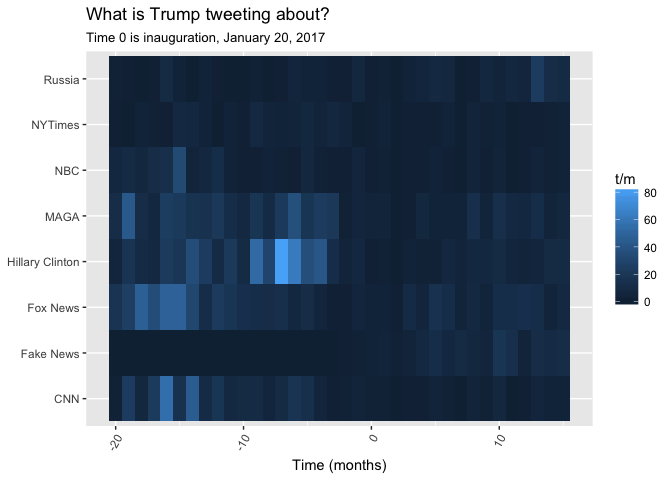 What is Trump tweeting about?
Time 0 is inauguration, January 20, 2017
Russia
NYTimes
NBC
MAGA
Hillary Clinton
Fox News
Fake News
CNN
-20
-10
0
10
Time (months)
t/m
80
60
40
20
0